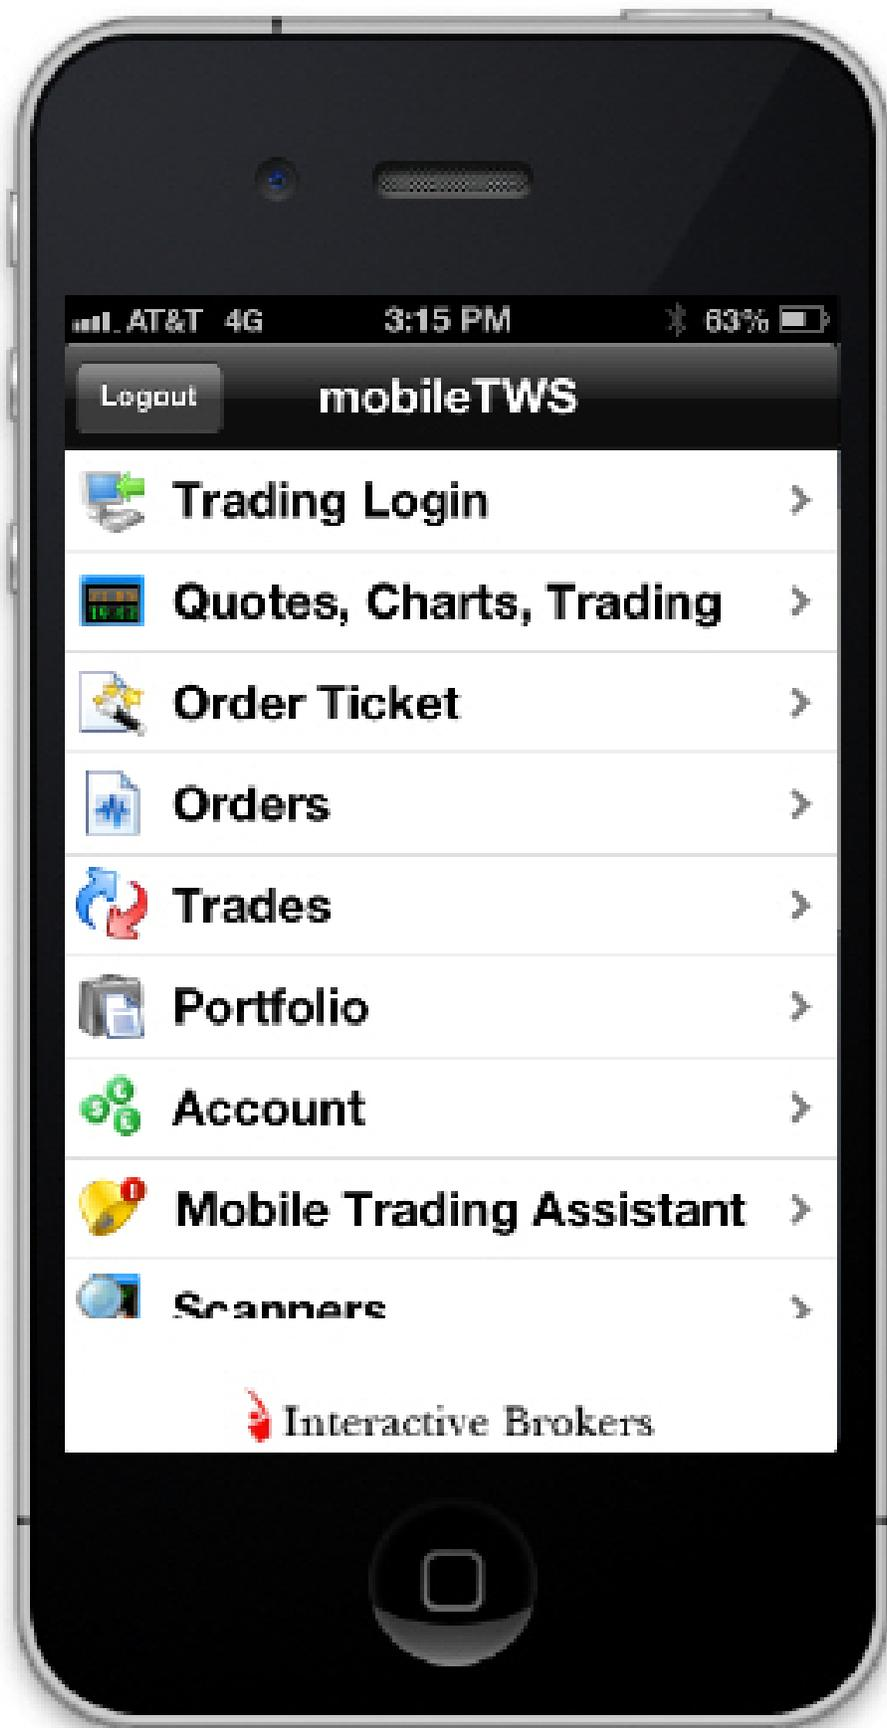 AT&T 4G 3:15 PM 63%
Logout mobileTWS
Trading Login
Quotes, Charts, Trading
Order Ticket
Orders
Trades
Portfolio
Account
Mobile Trading Assistant
Scanners
Interactive Brokers